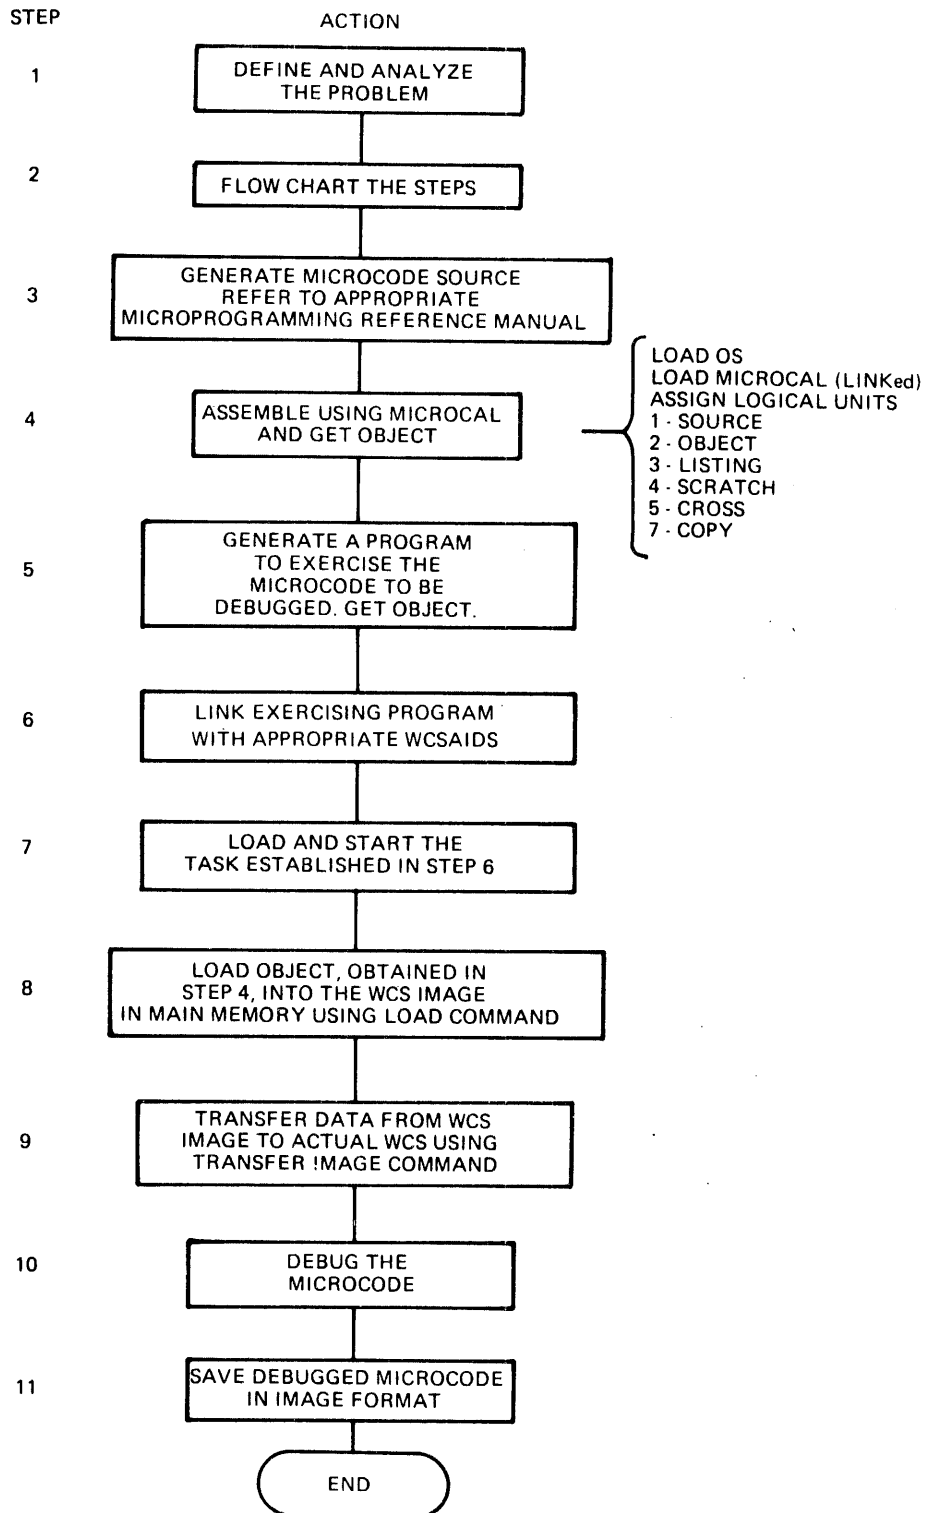 STEP
ACTION
1
DEFINE AND ANALYZE
THE PROBLEM
2
FLOW CHART THE STEPS
3
GENERATE MICROCODE SOURCE
REFER TO APPROPRIATE
MICROPROGRAMMING REFERENCE MANUAL
4
ASSEMBLE USING MICROCAL
AND GET OBJECT
LOAD OS
LOAD MICROCAL (LINKed)
ASSIGN LOGICAL UNITS
1 - SOURCE
2 - OBJECT
3 - LISTING
4 - SCRATCH
5 - CROSS
7 - COPY
5
GENERATE A PROGRAM
TO EXERCISE THE
MICROCODE TO BE
DEBUGGED. GET OBJECT.
6
LINK EXERCISING PROGRAM
WITH APPROPRIATE WCSAIDS
7
LOAD AND START THE
TASK ESTABLISHED IN STEP 6
8
LOAD OBJECT, OBTAINED IN
STEP 4, INTO THE WCS IMAGE
IN MAIN MEMORY USING LOAD COMMAND
9
TRANSFER DATA FROM WCS
IMAGE TO ACTUAL WCS USING
TRANSFER !MAGE COMMAND
10
DEBUG THE
MICROCODE
11
SAVE DEBUGGED MICROCODE
IN IMAGE FORMAT
END